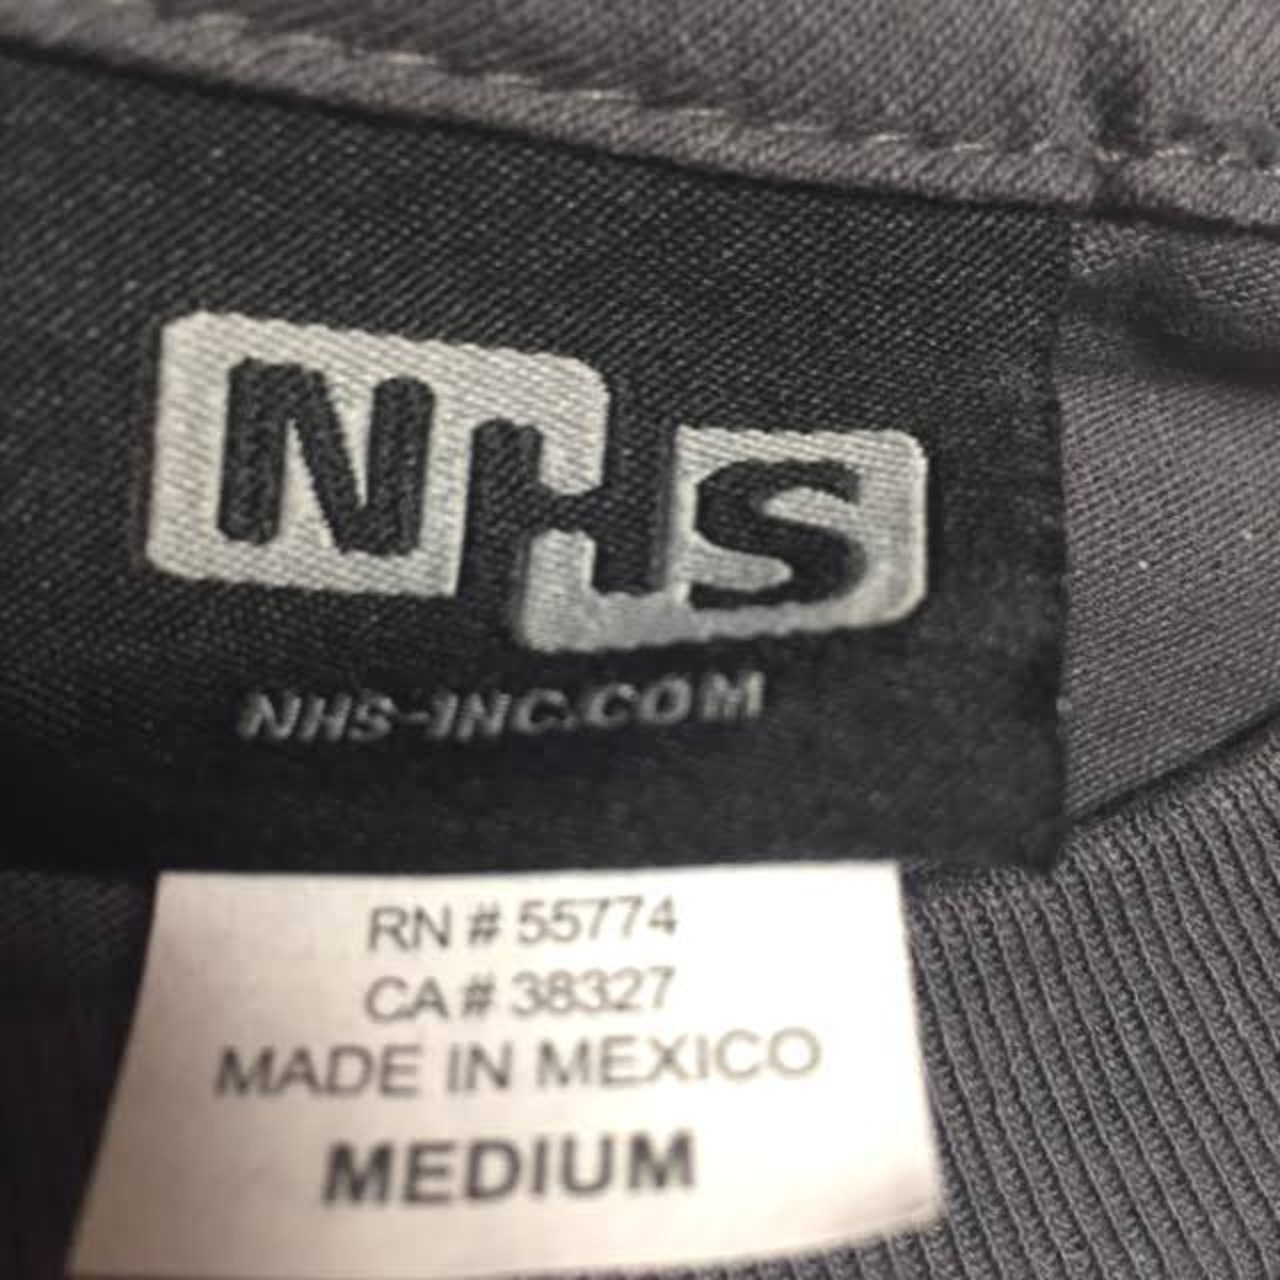 NHS
NHS-INC.COM
RN # 55774
CA # 38327
MADE IN MEXICO
MEDIUM